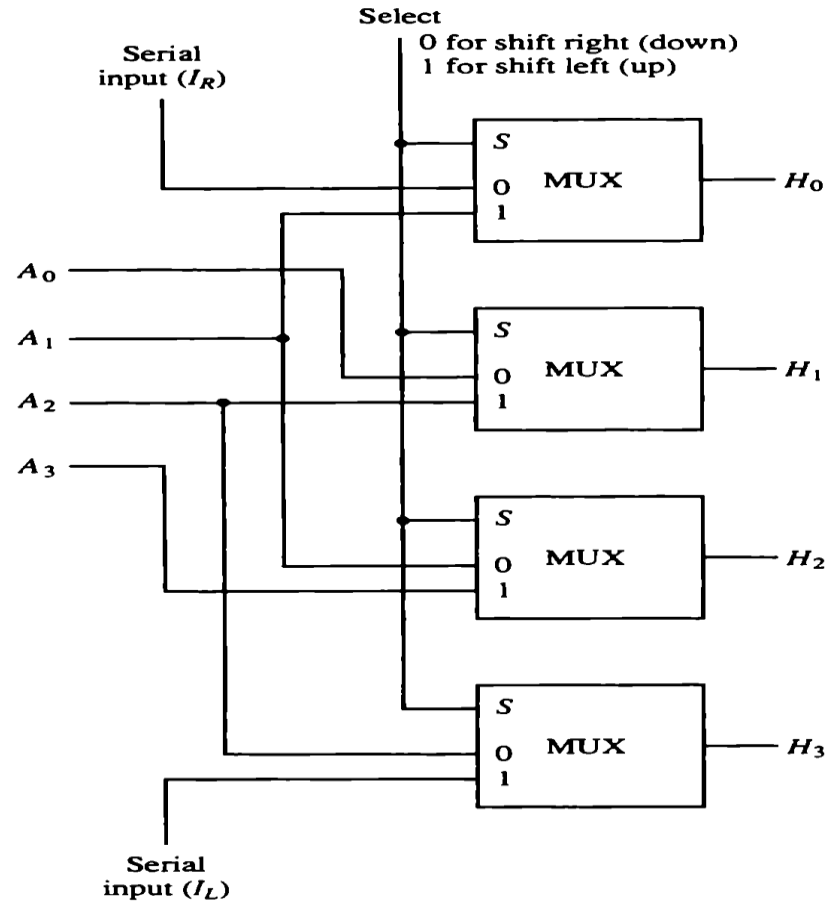 Select
0 for shift right (down)
1 for shift left (up)
Serial
input (I_R)
S
0 MUX
1
H_0
A_0
A_1
A_2
A_3
S
0 MUX
1
H_1
S
0 MUX
1
H_2
S
0 MUX
1
H_3
Serial
input (I_L)